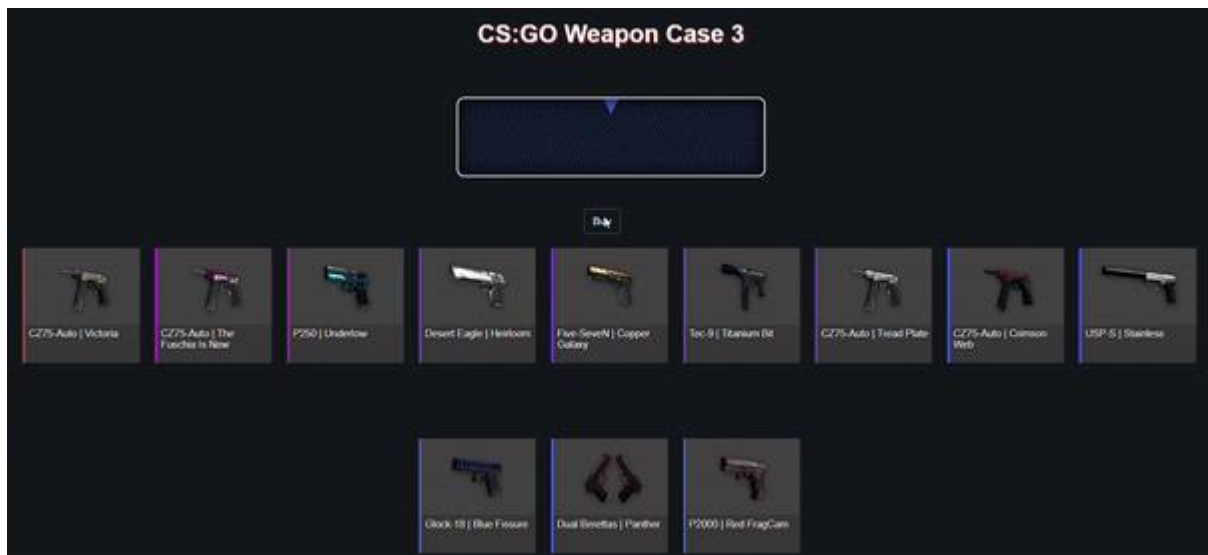 CS:GO Weapon Case 3
Buy
CZ75-Auto | Victoria
CZ75-Auto | The
Fuschia Is Now
P250 | Undertow
Desert Eagle | Heirloom
Five-SeveN | Copper
Galaxy
Tec-9 | Titanium Bit
CZ75-Auto | Tread Plate
CZ75-Auto | Crimson
Web
USP-S | Stainless
Glock-18 | Blue Fissure
Dual Berettas | Panther
P2000 | Red FragCam